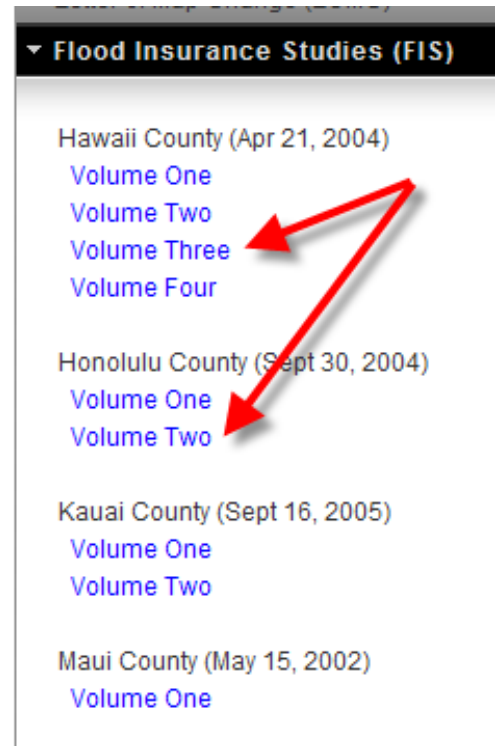 Flood Insurance Studies (FIS)
Hawaii County (Apr 21, 2004)
Volume One
Volume Two
Volume Three
Volume Four
Honolulu County (Sept 30, 2004)
Volume One
Volume Two
Kauai County (Sept 16, 2005)
Volume One
Volume Two
Maui County (May 15, 2002)
Volume One